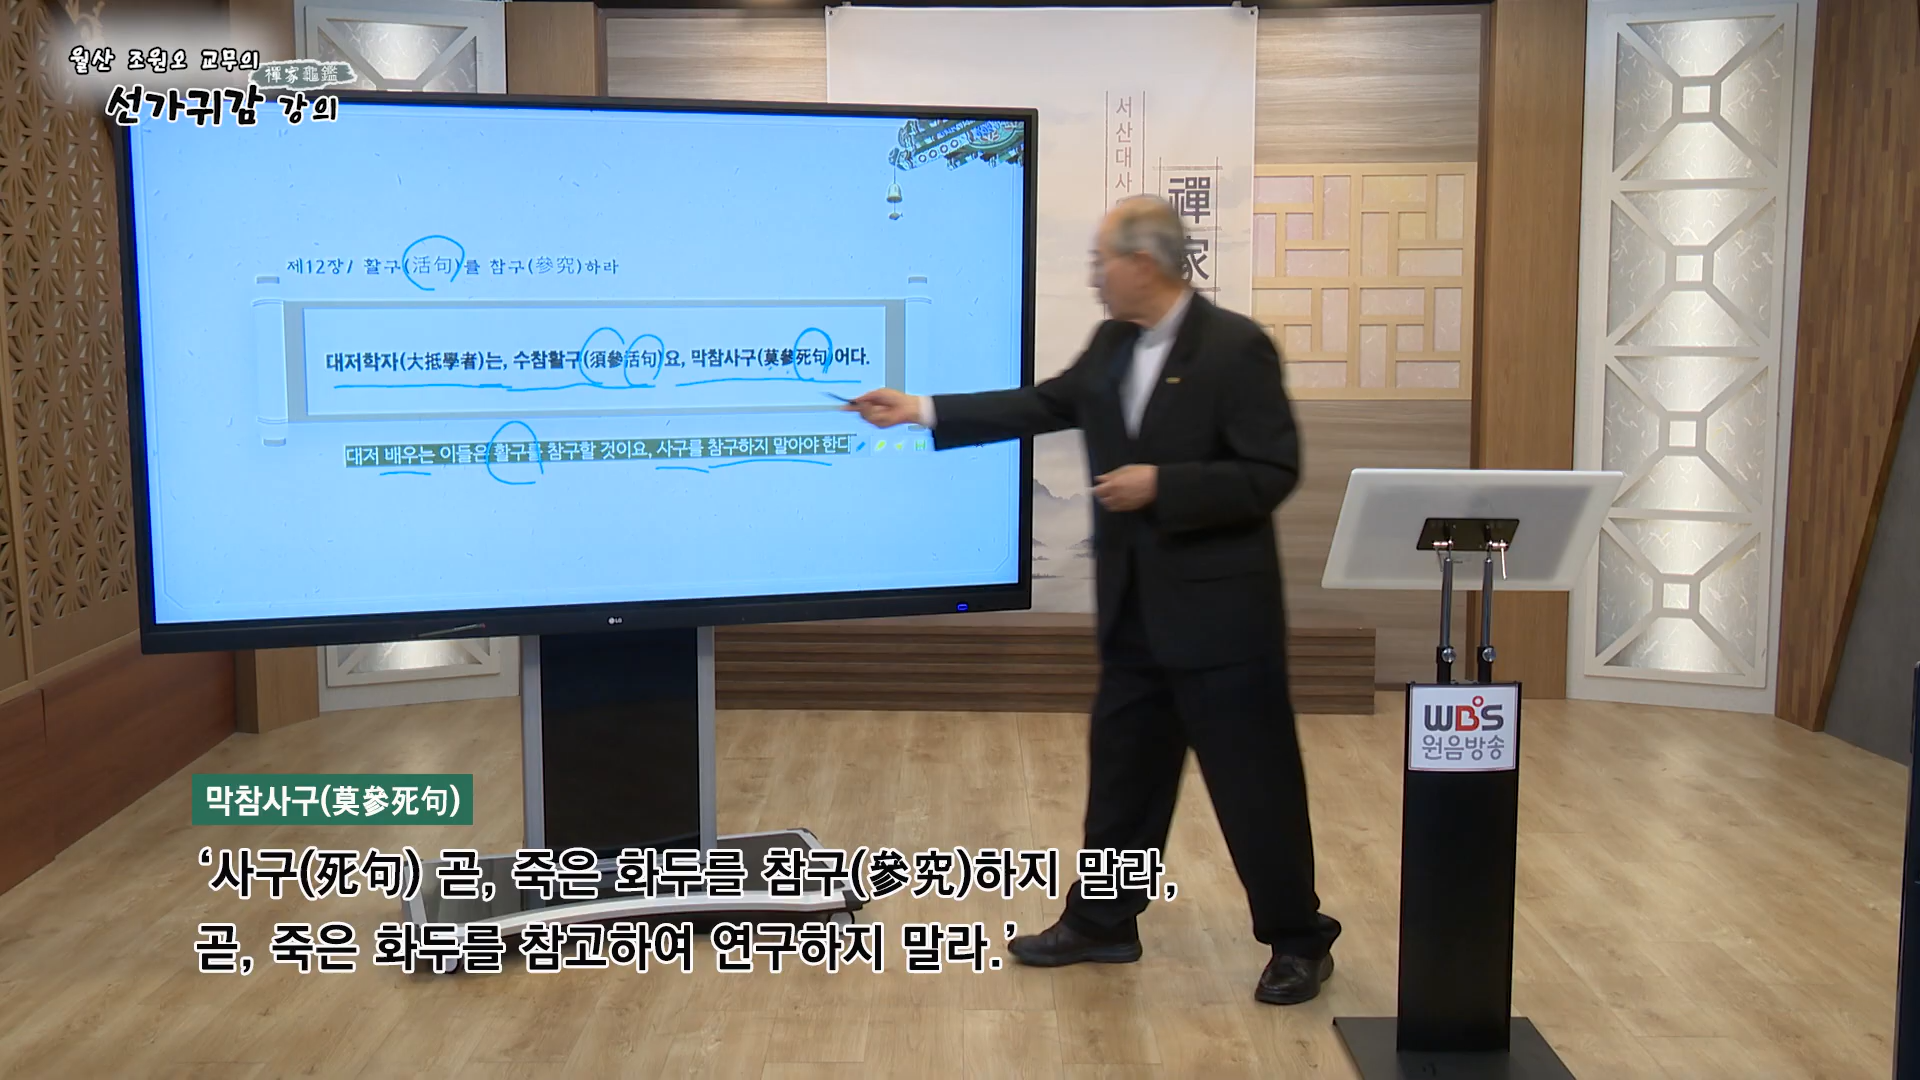 월산 조원오 교무의
선가귀감 강의
禪家龜鑑
서산대사
禪家
제12장/ 활구(活句)를 참구(參究)하라
대저학자(大抵學者)는, 수참활구(須參活句)요, 막참사구(莫參死句)어다.
대저 배우는 이들은 활구를 참구할 것이요, 사구를 참구하지 말아야 한다
LG
WBS
원음방송
막참사구(莫參死句)
‘사구(死句) 곧, 죽은 화두를 참구(參究)하지 말라,
곧, 죽은 화두를 참고하여 연구하지 말라.’